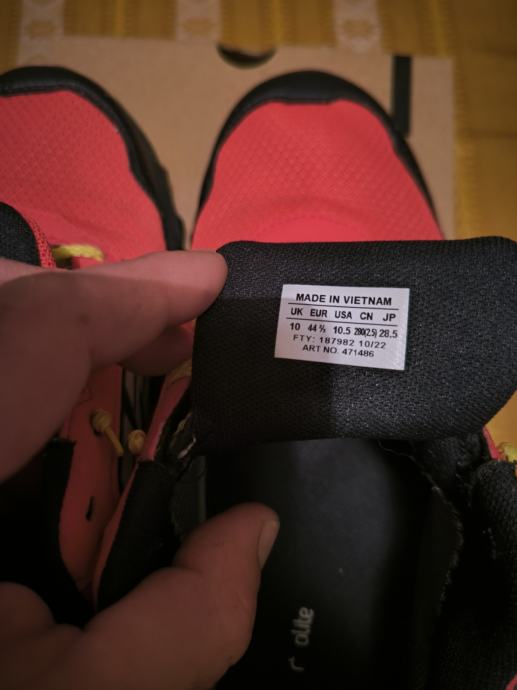 MADE IN VIETNAM
UK EUR USA CN JP
10 44 ½ 10.5 290(2.5) 28.5
FTY: 187982 10/22
ART NO. 471486